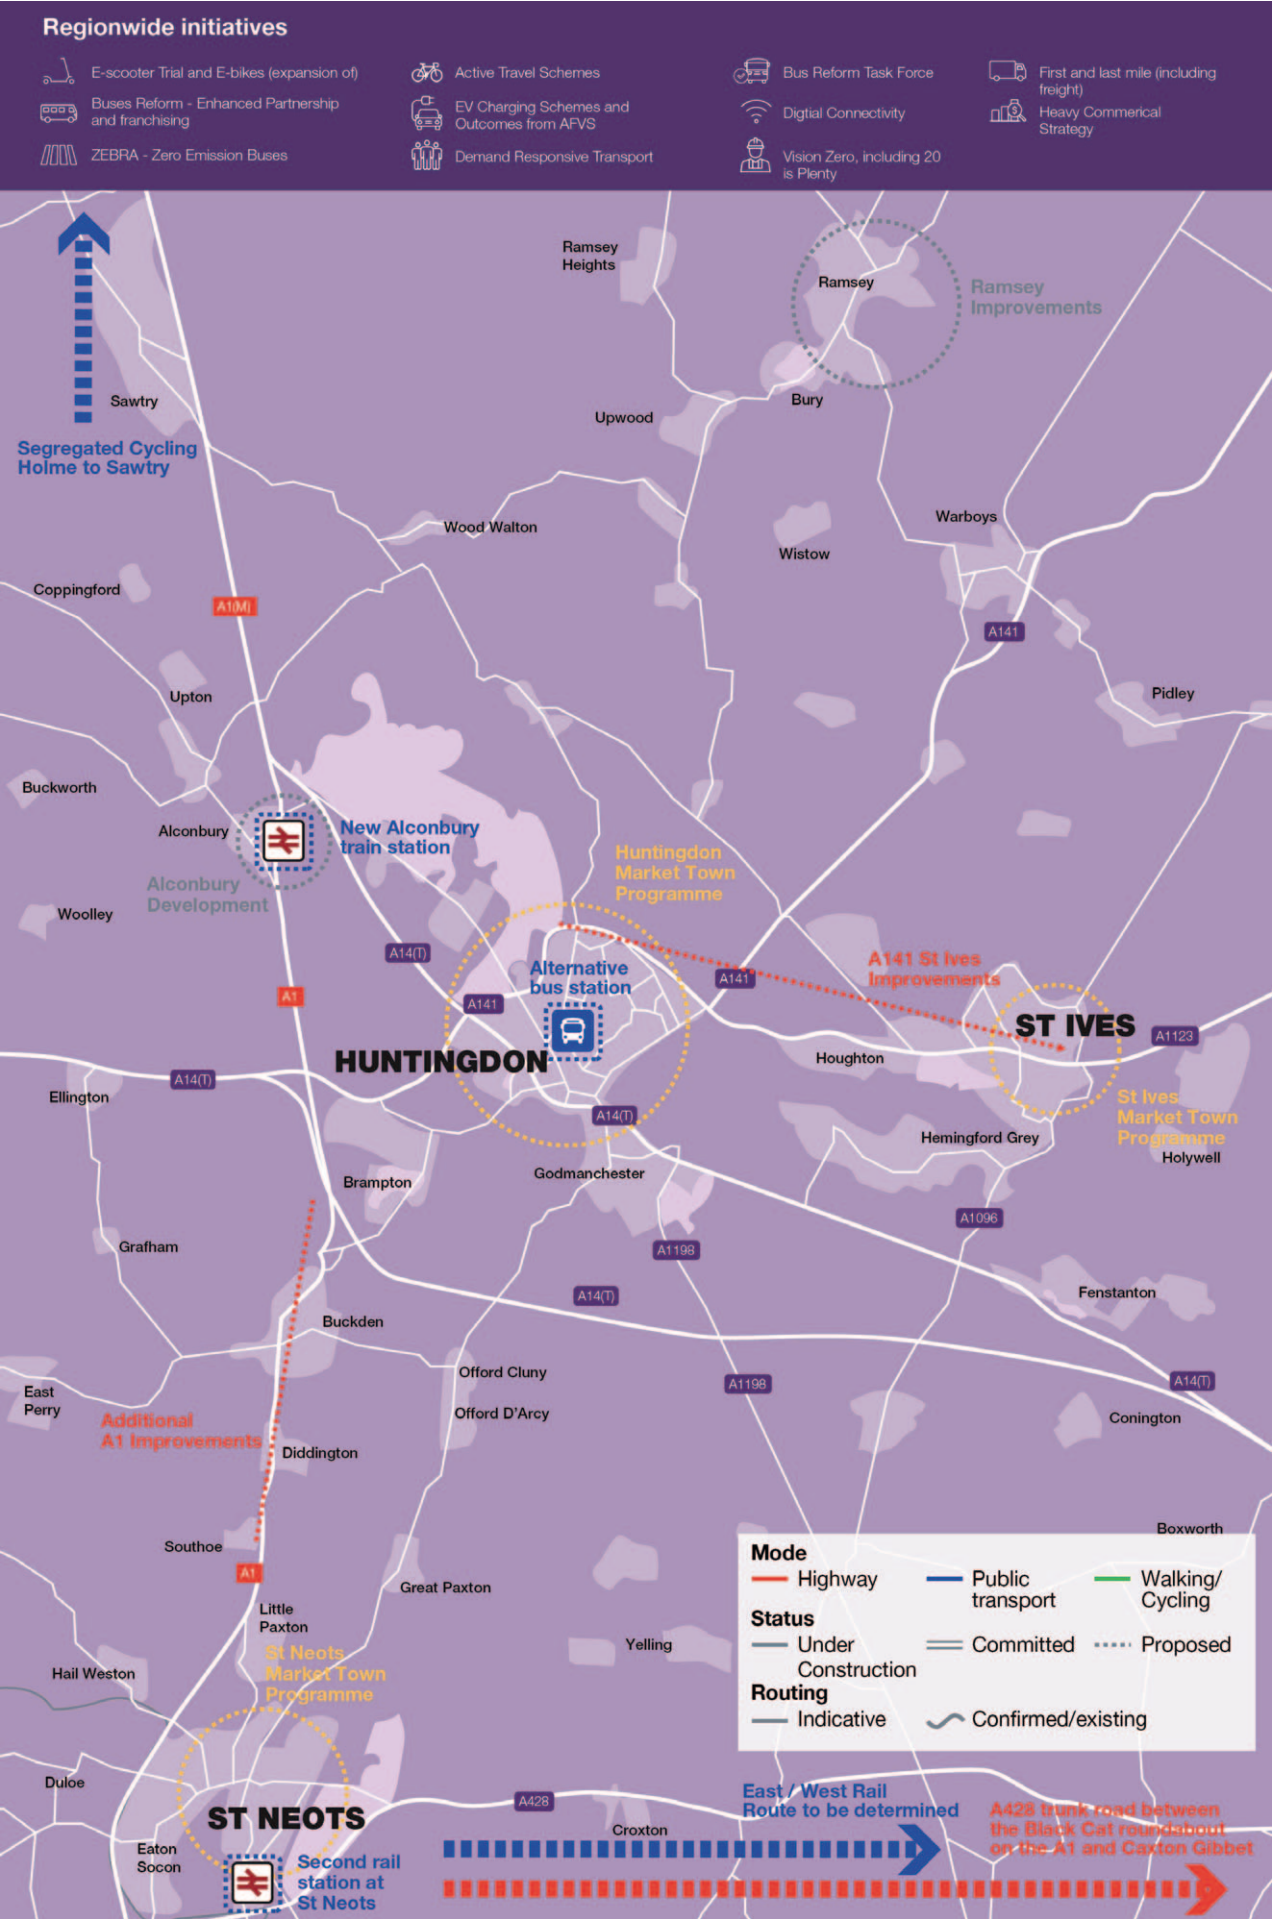 Regionwide initiatives
E-scooter Trial and E-bikes (expansion of)
Buses Reform - Enhanced Partnership
and franchising
ZEBRA - Zero Emission Buses
Active Travel Schemes
EV Charging Schemes and
Outcomes from AFVS
Demand Responsive Transport
Bus Reform Task Force
Digtial Connectivity
Vision Zero, including 20
is Plenty
First and last mile (including
freight)
Heavy Commerical
Strategy
Ramsey
Heights
Ramsey
Ramsey
Improvements
Sawtry
Bury
Upwood
Segregated Cycling
Holme to Sawtry
Warboys
Wood Walton
Wistow
Coppingford
A1(M)
A141
Upton
Pidley
Buckworth
Alconbury
New Alconbury
train station
Huntingdon
Market Town
Programme
Alconbury
Development
Woolley
A14(T)
A141
A141 St Ives
Improvements
Alternative
bus station
A1
A141
ST IVES
A1123
HUNTINGDON
Houghton
A14(T)
Ellington
St Ives
Market Town
Programme
A14(T)
Hemingford Grey
Holywell
Godmanchester
Brampton
A1096
Grafham
A1198
A14(T)
Fenstanton
Buckden
Offord Cluny
A1198
A14(T)
East
Perry
Offord D'Arcy
Conington
Additional
A1 Improvements
Diddington
Boxworth
Southoe
A1
Great Paxton
Little
Paxton
Yelling
St Neots
Market Town
Programme
Hail Weston
Mode
Highway
Public
transport
Walking/
Cycling
Status
Under
Construction
Committed
Proposed
Routing
Indicative
Confirmed/existing
Duloe
ST NEOTS
A428
East / West Rail
Route to be determined
A428 trunk road between
the Black Cat roundabout
on the A1 and Caxton Gibbet
Croxton
Eaton
Socon
Second rail
station at
St Neots